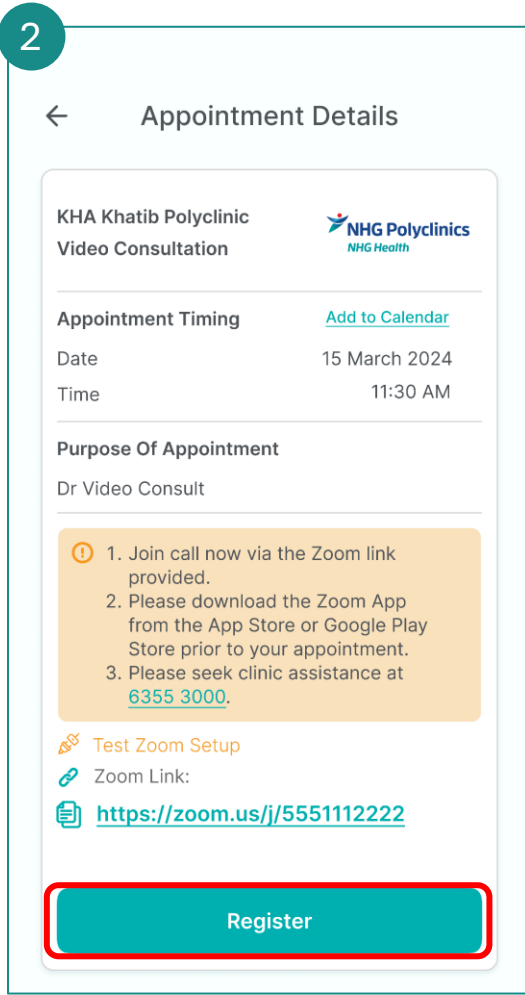 2
Appointment Details
KHA Khatib Polyclinic
Video Consultation
NHG Polyclinics
NHG Health
Appointment Timing
Add to Calendar
Date
15 March 2024
Time
11:30 AM
Purpose Of Appointment
Dr Video Consult
1. Join call now via the Zoom link
provided.
2. Please download the Zoom App
from the App Store or Google Play
Store prior to your appointment.
3. Please seek clinic assistance at
6355 3000.
Test Zoom Setup
Zoom Link:
https://zoom.us/j/5551112222
Register